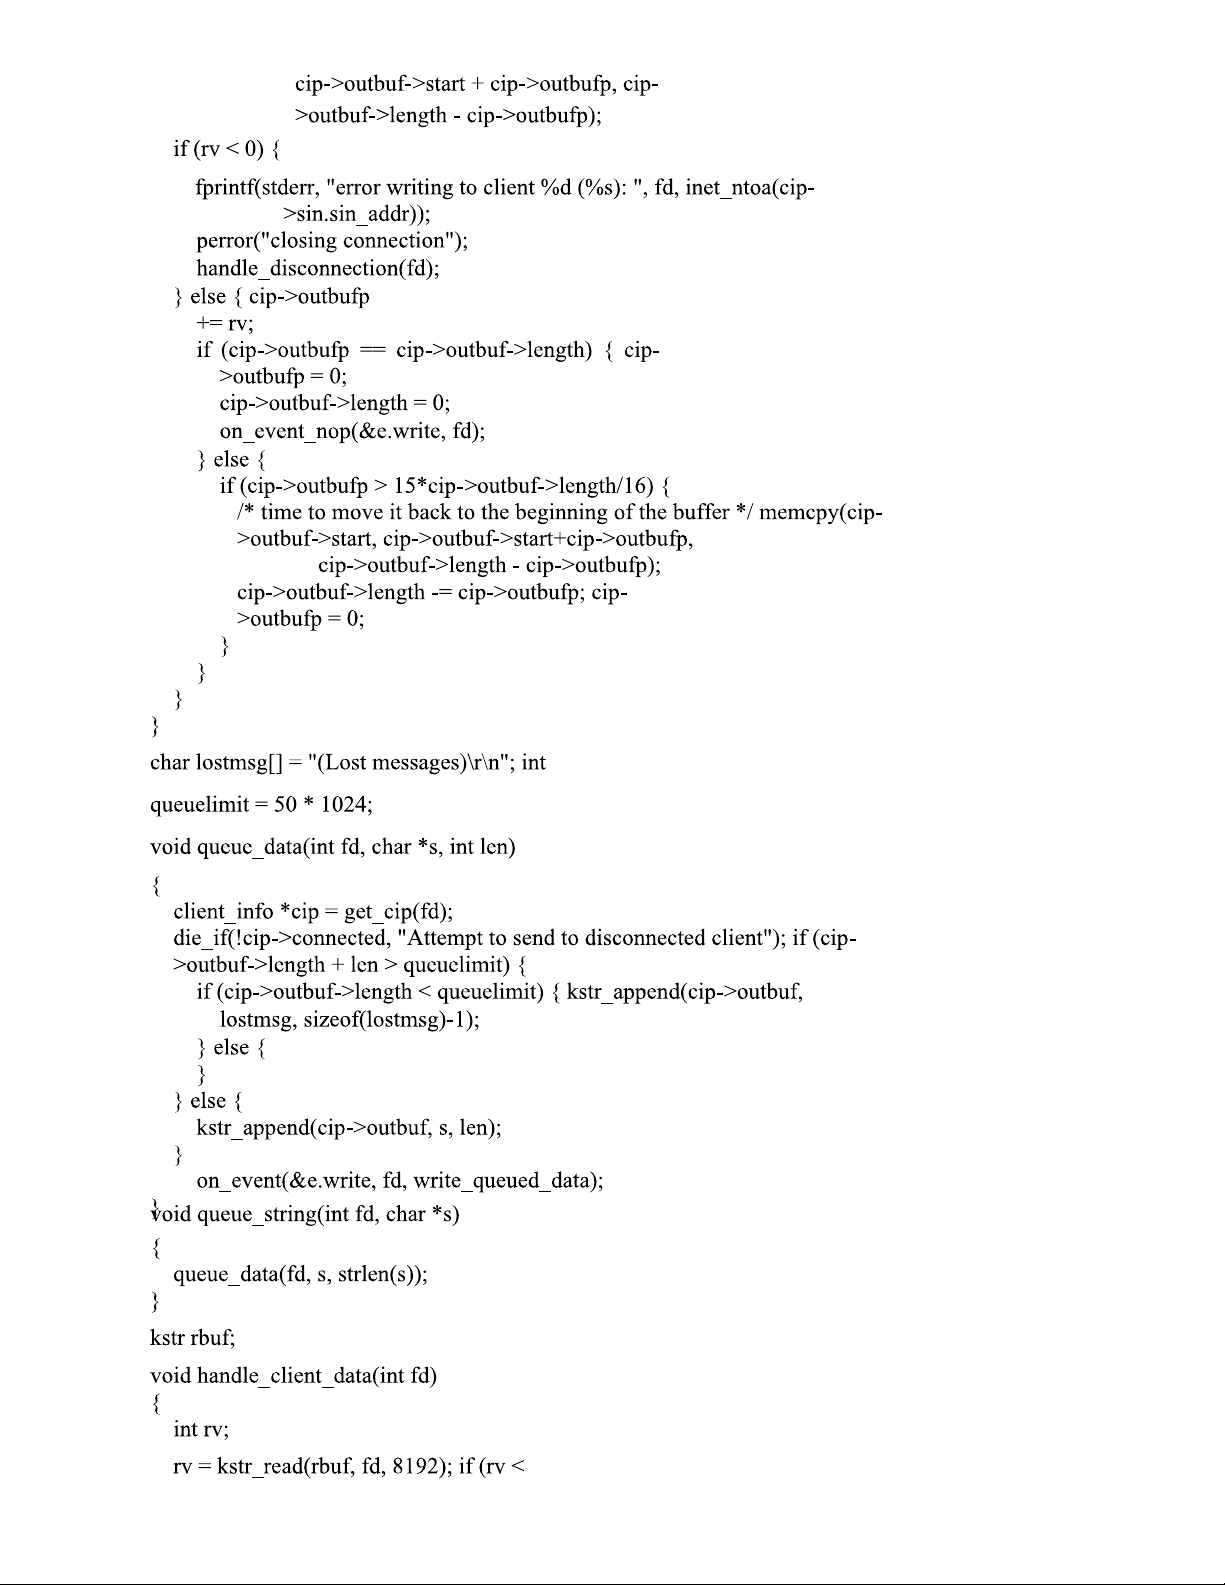 cip->outbuf->start + cip->outbufp, cip-
>outbuf->length - cip->outbufp);
if (rv < 0) {
fprintf(stderr, "error writing to client %d (%s): ", fd, inet_ntoa(cip-
>sin.sin_addr));
perror("closing connection");
handle_disconnection(fd);
} else { cip->outbufp
+= rv;
if (cip->outbufp == cip->outbuf->length) { cip-
>outbufp = 0;
cip->outbuf->length = 0;
on_event_nop(&e.write, fd);
} else {
if (cip->outbufp > 15*cip->outbuf->length/16) {
/* time to move it back to the beginning of the buffer */ memcpy(cip-
>outbuf->start, cip->outbuf->start+cip->outbufp,
cip->outbuf->length - cip->outbufp);
cip->outbuf->length -= cip->outbufp; cip-
>outbufp = 0;
}
}
}
}
char lostmsg[] = "(Lost messages)\r\n"; int
queuelimit = 50 * 1024;
void queue_data(int fd, char *s, int len)
{
client_info *cip = get_cip(fd);
die_if(!cip->connected, "Attempt to send to disconnected client"); if (cip-
>outbuf->length + len > queuelimit) {
if (cip->outbuf->length < queuelimit) { kstr_append(cip->outbuf,
lostmsg, sizeof(lostmsg)-1);
} else {
}
} else {
kstr_append(cip->outbuf, s, len);
}
on_event(&e.write, fd, write_queued_data);
}
void queue_string(int fd, char *s)
{
queue_data(fd, s, strlen(s));
}
kstr rbuf;
void handle_client_data(int fd)
{
int rv;
rv = kstr_read(rbuf, fd, 8192); if (rv <